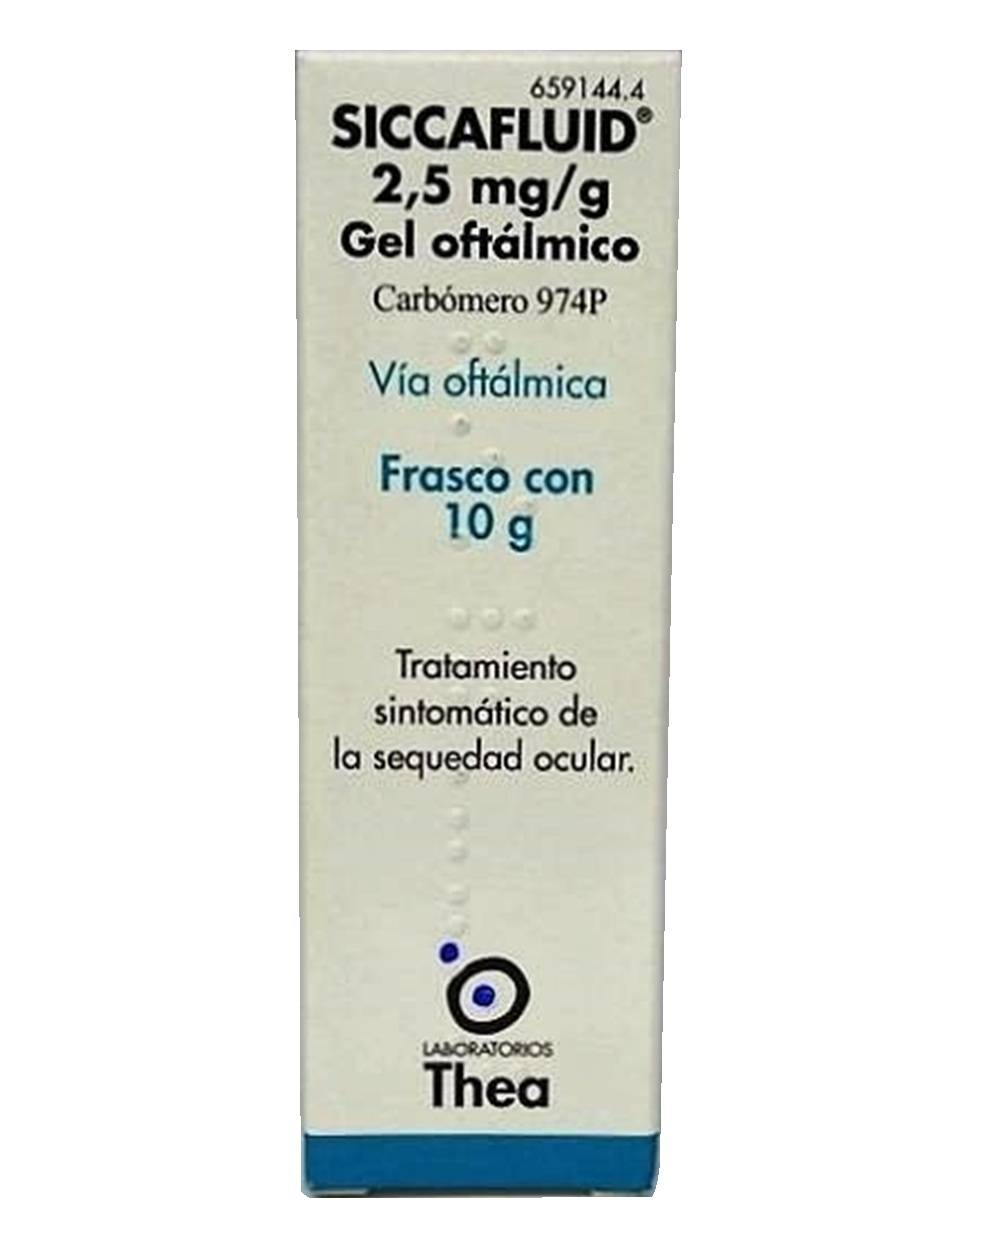 659144.4
SICCAFLUID®
2,5 mg/g
Gel oftálmico
Carbómero 974P
Vía oftálmica
Frasco con
10 g
Tratamiento
sintomático de
la sequedad ocular.
LABORATORIOS
Thea